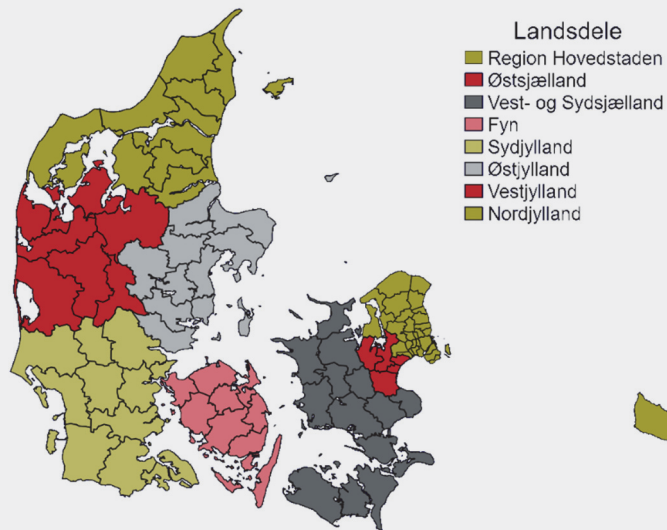 Landsdele
Region Hovedstaden
Østsjælland
Vest- og Sydsjælland
Fyn
Sydjylland
Østjylland
Vestjylland
Nordjylland